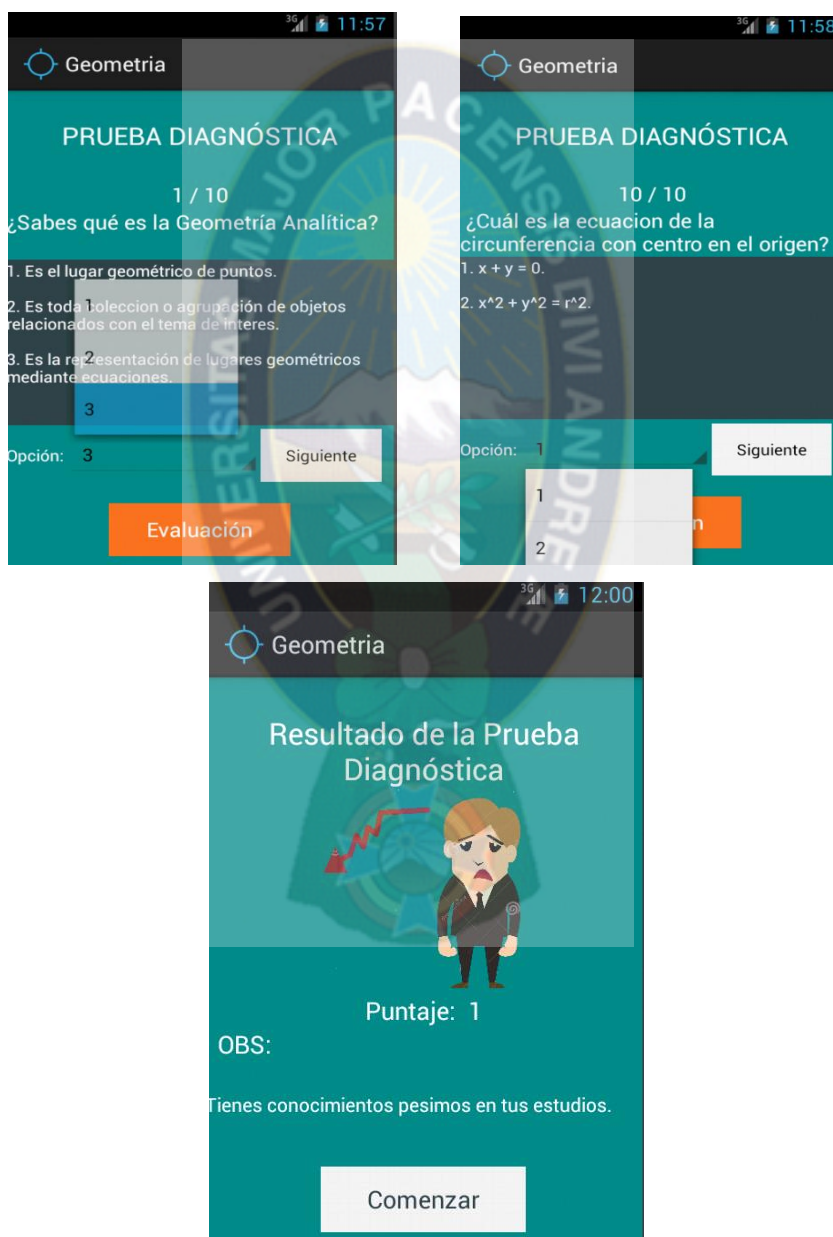 3G 11:57
Geometria
PRUEBA DIAGNÓSTICA
1 / 10
¿Sabes qué es la Geometría Analítica?
1. Es el lugar geométrico de puntos.
2. Es toda coleccion o agrupación de objetos
relacionados con el tema de interes.
3. Es la representación de lugares geométricos
mediante ecuaciones.
1
2
3
Opción: 3
Siguiente
Evaluación
3G 11:58
Geometria
PRUEBA DIAGNÓSTICA
10 / 10
¿Cuál es la ecuacion de la
circunferencia con centro en el origen?
1. x + y = 0.
2. x^2 + y^2 = r^2.
Opción: 1
Siguiente
1
2
n
3G 12:00
Geometria
Resultado de la Prueba
Diagnóstica
Puntaje: 1
OBS:
Tienes conocimientos pesimos en tus estudios.
Comenzar
UNIVERSITAS MAJOR PACENSIS DIVI ANDRE E